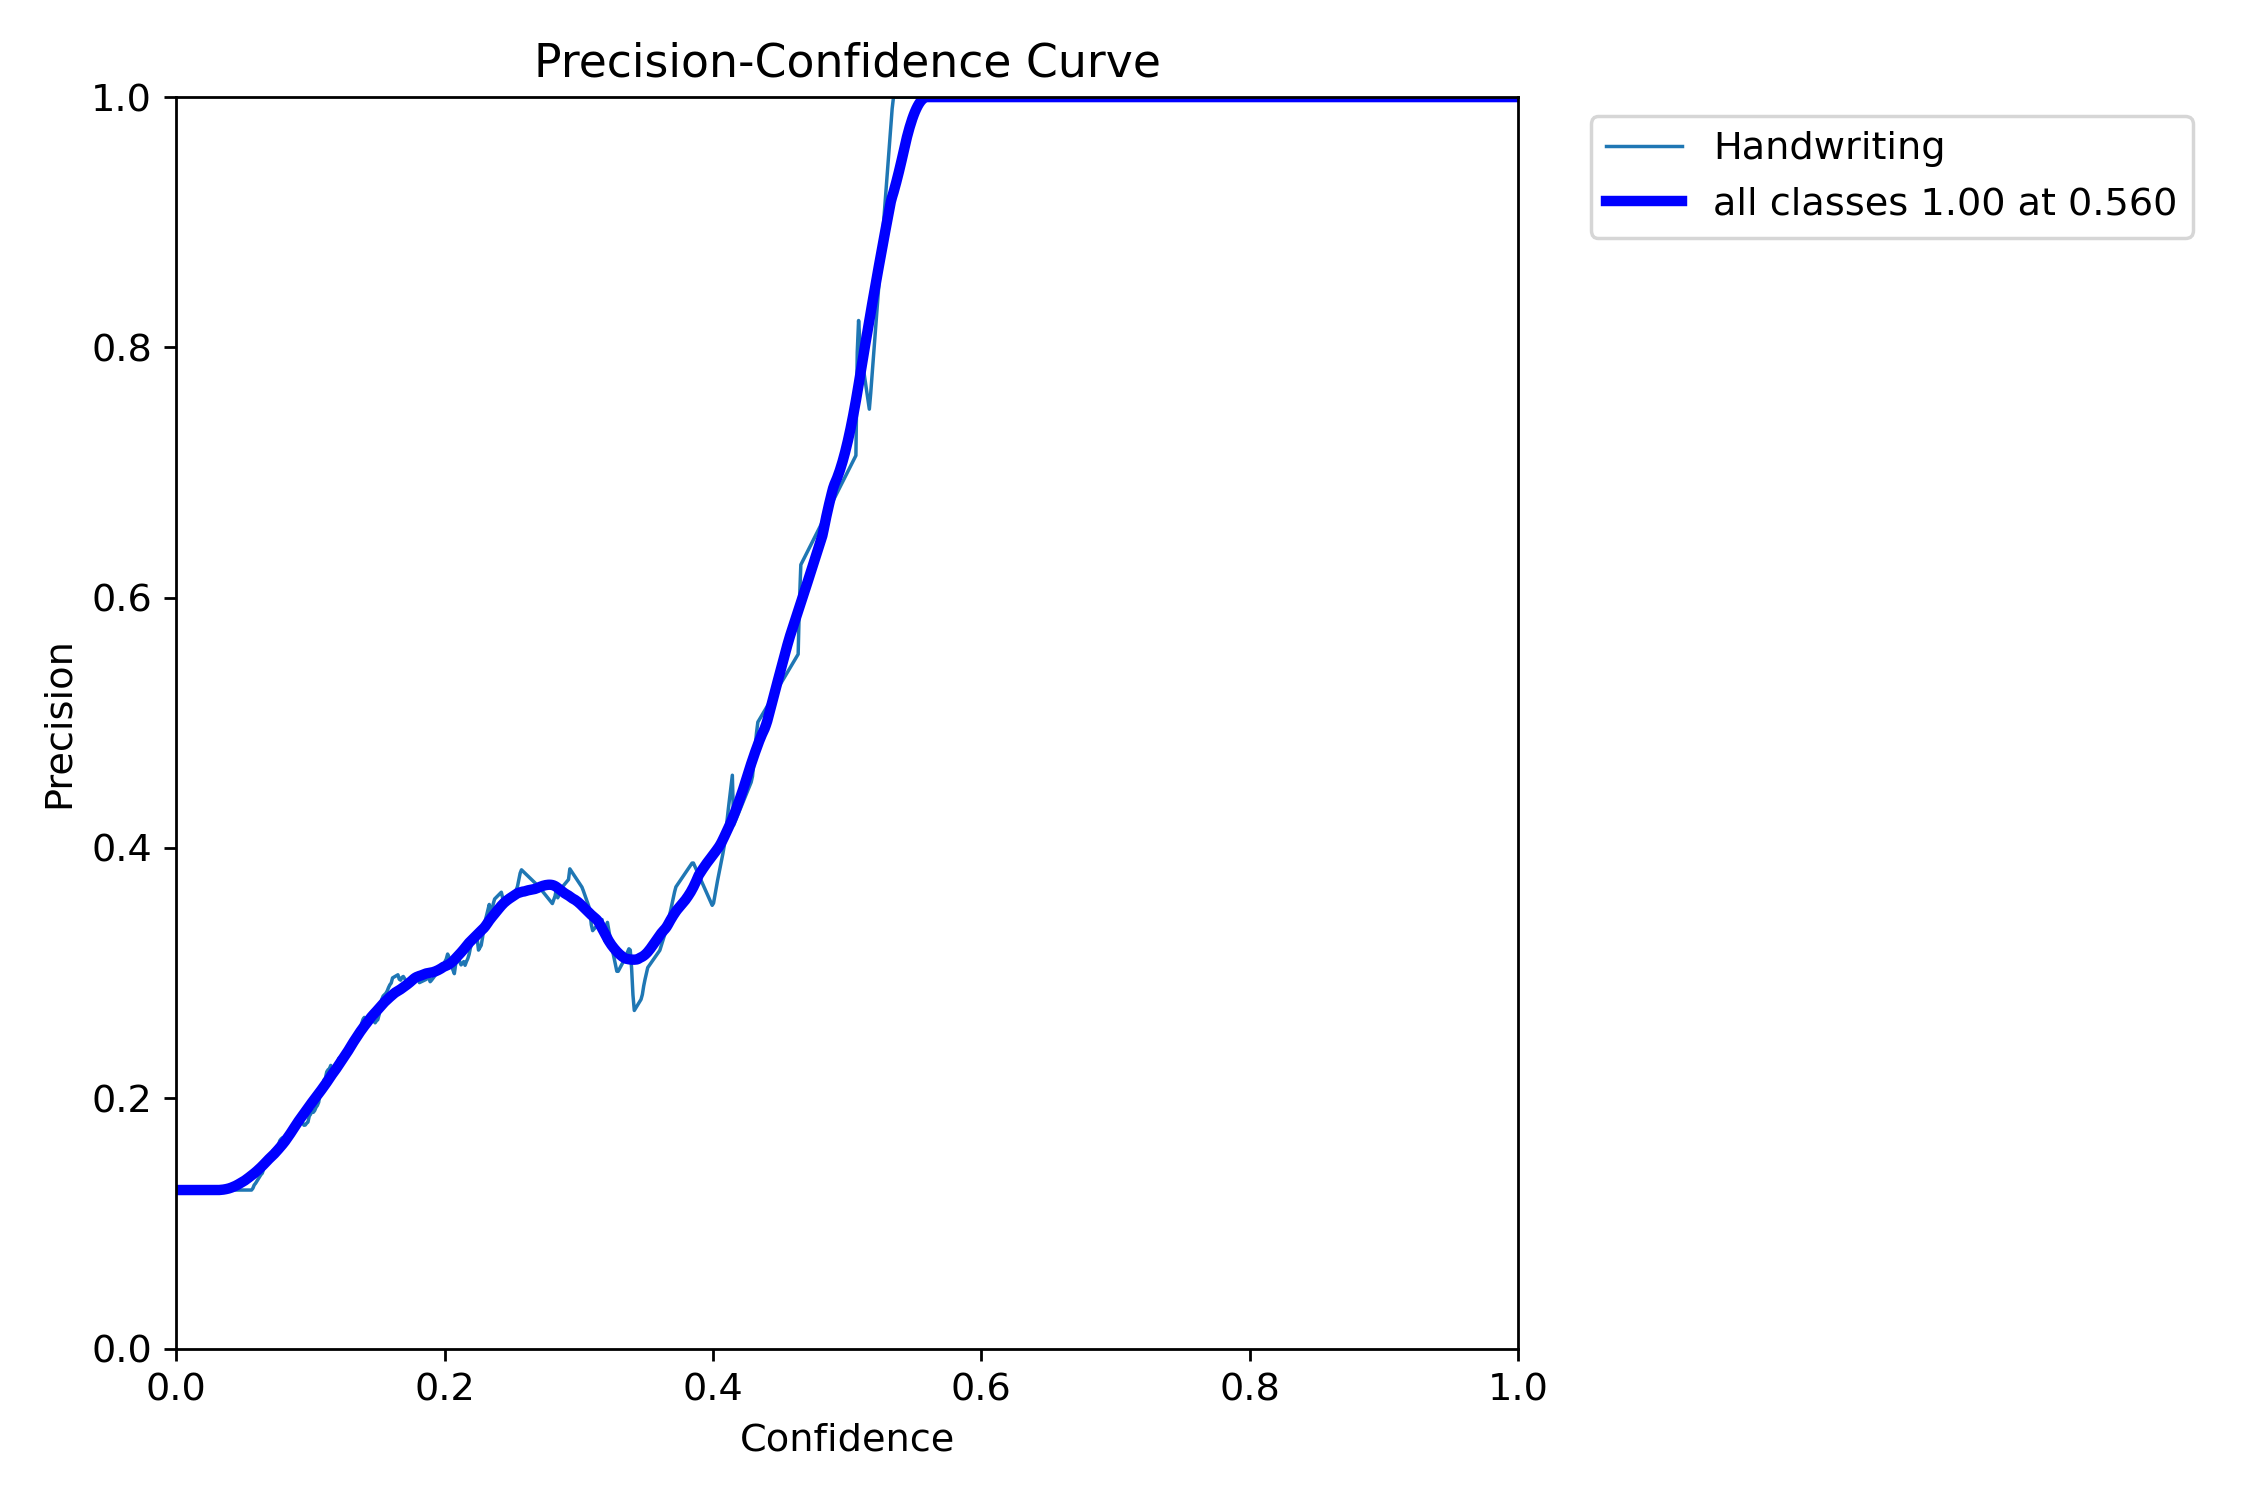 Precision-Confidence Curve
1.0
0.8
0.6
0.4
0.2
0.0
Precision
0.0 0.2 0.4 0.6 0.8 1.0
Confidence
Handwriting
all classes 1.00 at 0.560